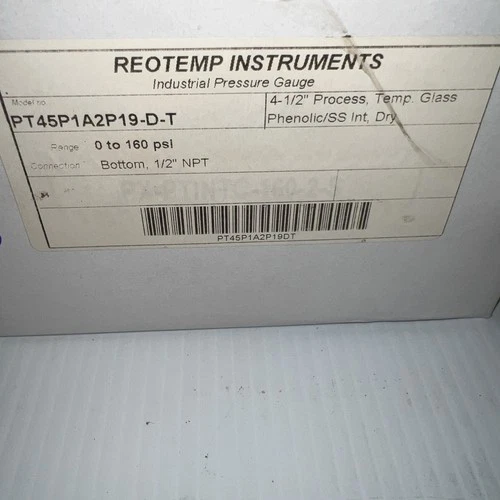 REOTEMP INSTRUMENTS
Industrial Pressure Gauge
Model no.
PT45P1A2P19-D-T
4-1/2" Process, Temp. Glass
Phenolic/SS Int, Dry
Range 0 to 160 psi
Connection Bottom, 1/2" NPT
PT45P1A2P19DT